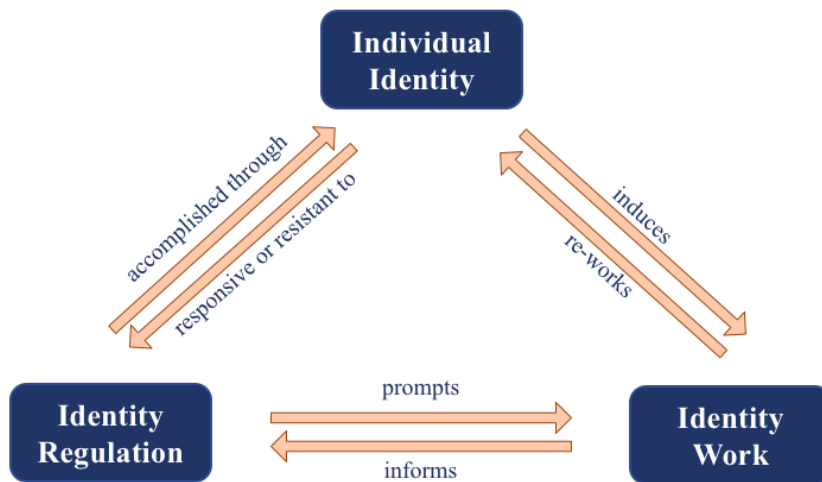 Individual
Identity
accomplished through
responsive or resistant to
induces
re-works
Identity
Regulation
prompts
informs
Identity
Work